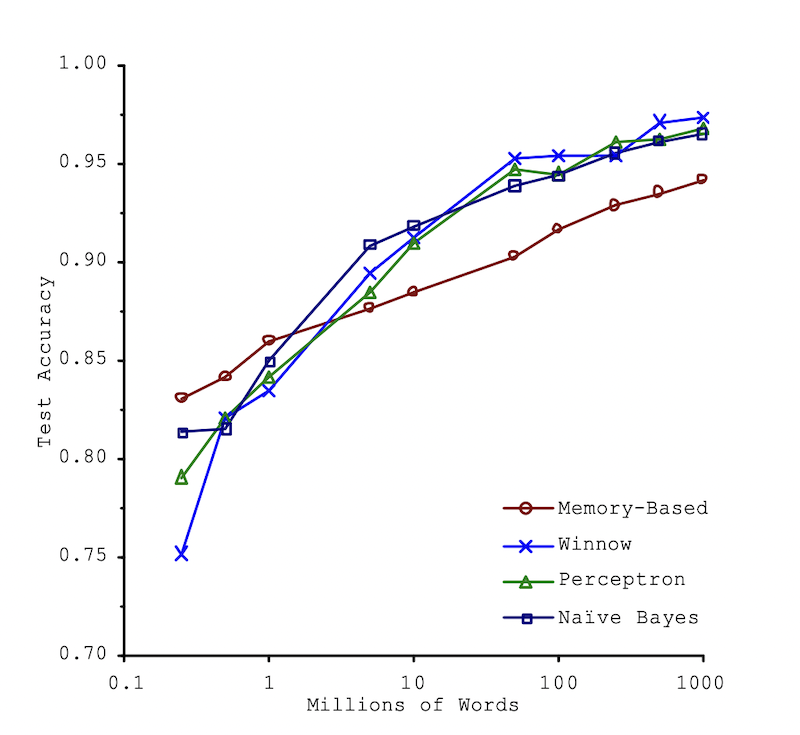 1.00
0.95
0.90
0.85
0.80
0.75
0.70
Test Accuracy
0.1 1 10 100 1000
Millions of Words
Memory-Based
Winnow
Perceptron
Naïve Bayes